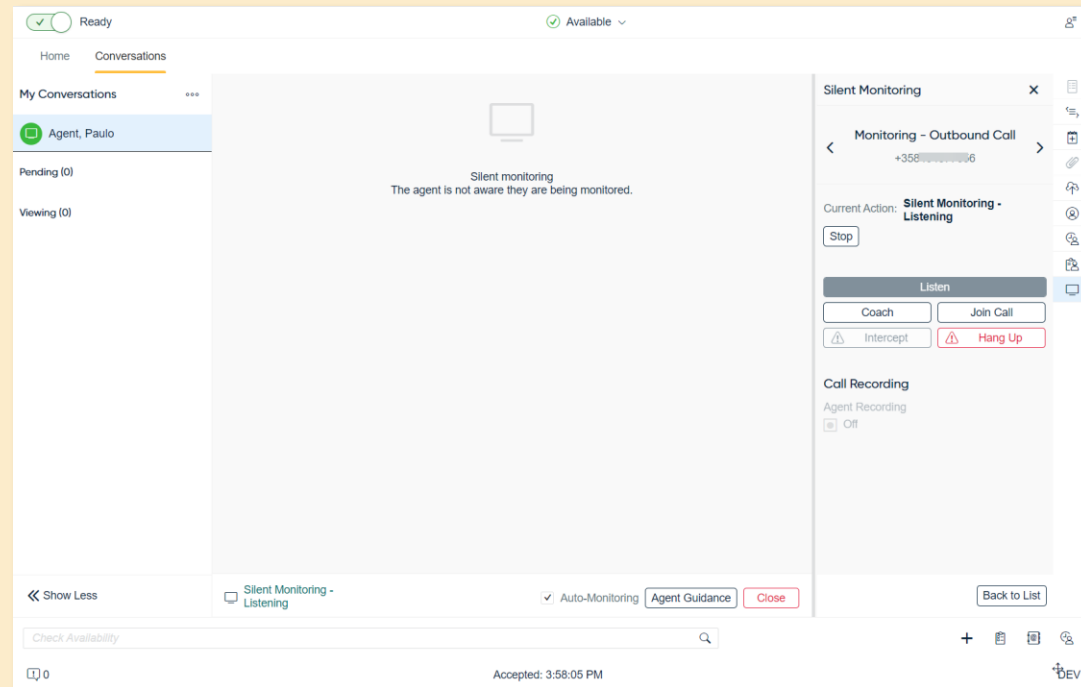 Ready
Available
Home Conversations
My Conversations
Agent, Paulo
Pending (0)
Viewing (0)
Silent monitoring
The agent is not aware they are being monitored.
Silent Monitoring
Monitoring - Outbound Call
+358 6
Current Action: Silent Monitoring -
Listening
Stop
Listen
Coach Join Call
Intercept Hang Up
Call Recording
Agent Recording
Off
Show Less
Silent Monitoring -
Listening
Auto-Monitoring Agent Guidance Close
Back to List
Check Availability
0
Accepted: 3:58:05 PM
DEV